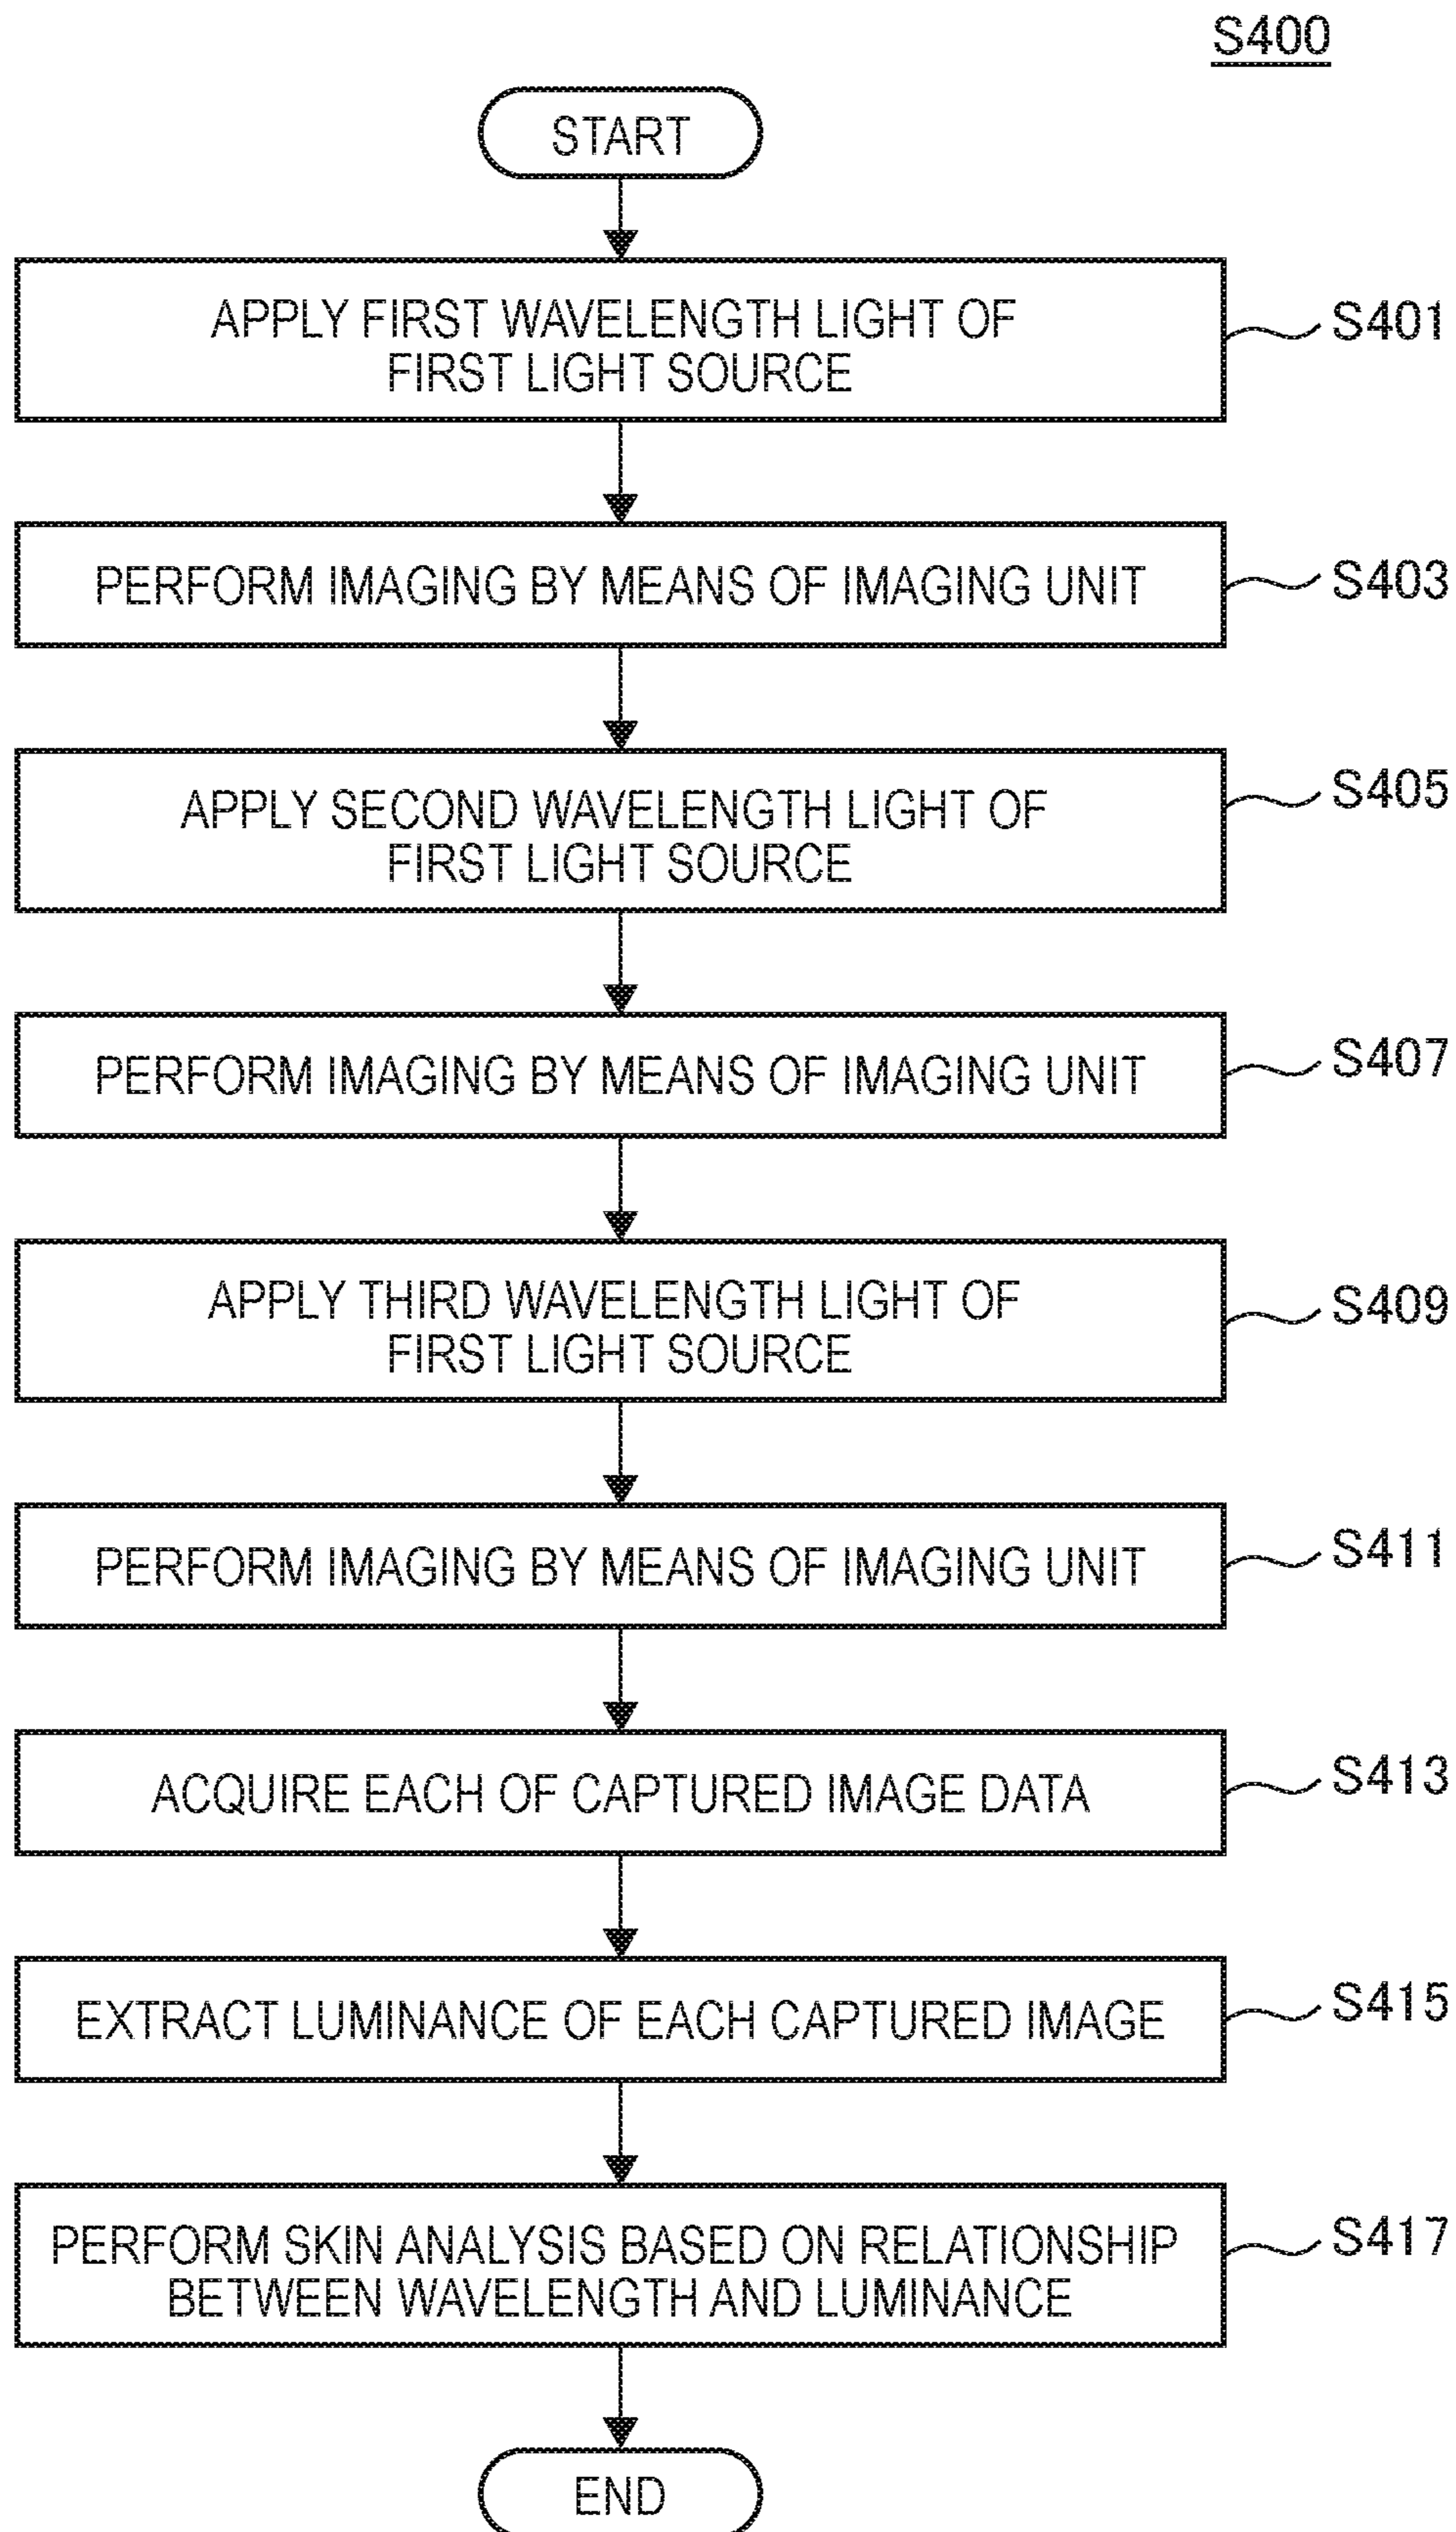 S400
START
APPLY FIRST WAVELENGTH LIGHT OF
FIRST LIGHT SOURCE
S401
PERFORM IMAGING BY MEANS OF IMAGING UNIT
S403
APPLY SECOND WAVELENGTH LIGHT OF
FIRST LIGHT SOURCE
S405
PERFORM IMAGING BY MEANS OF IMAGING UNIT
S407
APPLY THIRD WAVELENGTH LIGHT OF
FIRST LIGHT SOURCE
S409
PERFORM IMAGING BY MEANS OF IMAGING UNIT
S411
ACQUIRE EACH OF CAPTURED IMAGE DATA
S413
EXTRACT LUMINANCE OF EACH CAPTURED IMAGE
S415
PERFORM SKIN ANALYSIS BASED ON RELATIONSHIP
BETWEEN WAVELENGTH AND LUMINANCE
S417
END